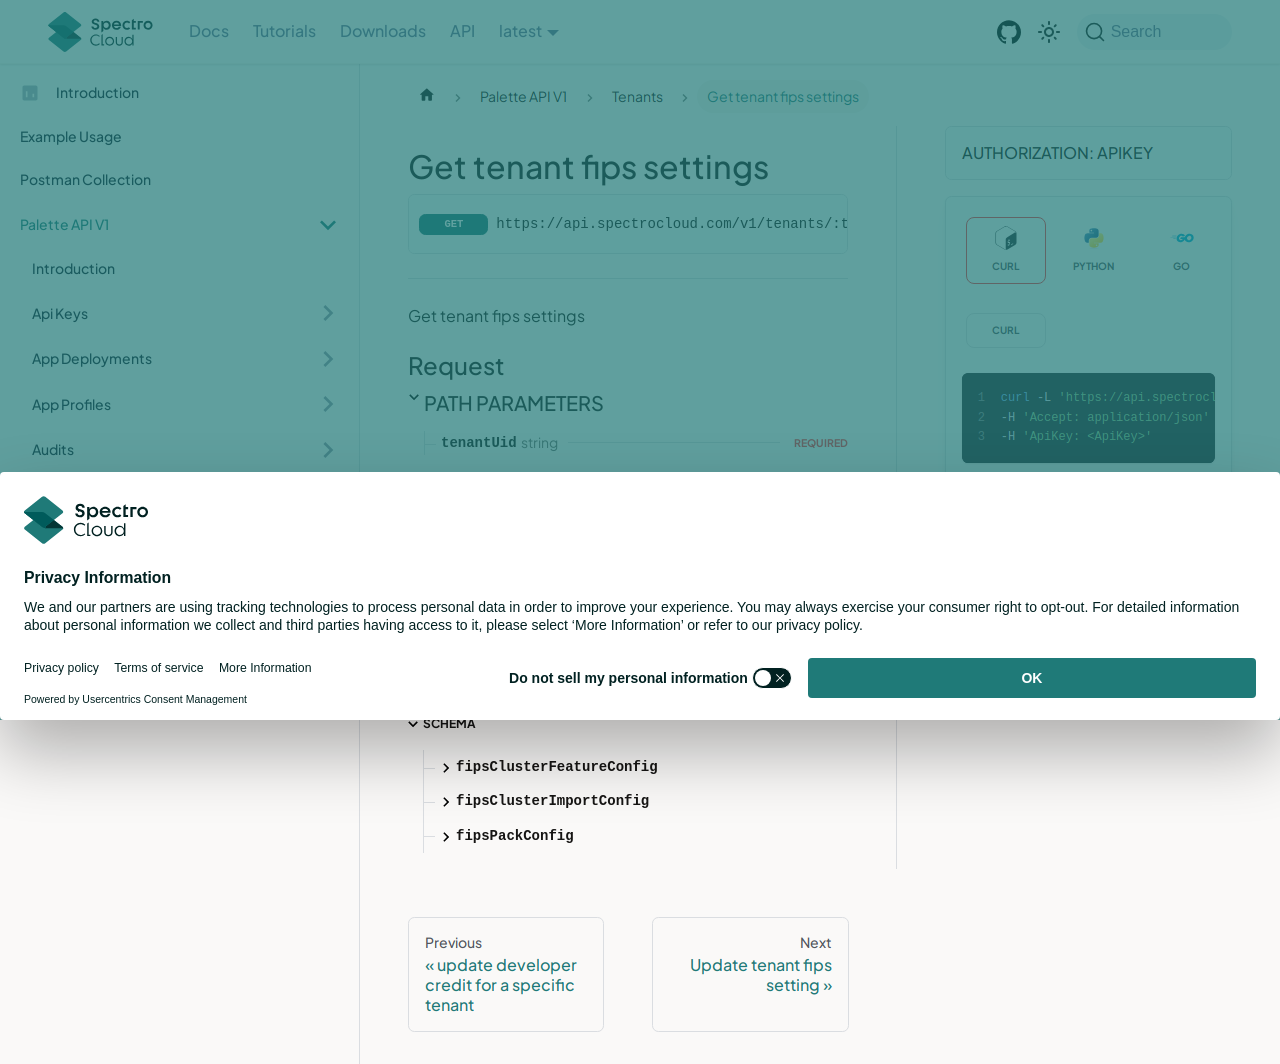 Spectro
Cloud
Docs
Tutorials
Downloads
API
latest
Search
Introduction
Example Usage
Postman Collection
Palette API V1
Introduction
Api Keys
App Deployments
App Profiles
Audits
Palette API V1
Tenants
Get tenant fips settings
Get tenant fips settings
GET https://api.spectrocloud.com/v1/tenants/:t
Get tenant fips settings
Request
PATH PARAMETERS
tenantUid string REQUIRED
AUTHORIZATION: APIKEY
CURL PYTHON GO
CURL
1 curl -L 'https://api.spectrocl
2 -H 'Accept: application/json'
3 -H 'ApiKey: <ApiKey>'
Spectro
Cloud
Privacy Information
We and our partners are using tracking technologies to process personal data in order to improve your experience. You may always exercise your consumer right to opt-out. For detailed information
about personal information we collect and third parties having access to it, please select ‘More Information’ or refer to our privacy policy.
Privacy policy Terms of service More Information
Powered by Usercentrics Consent Management
Do not sell my personal information
OK
SCHEMA
fipsClusterFeatureConfig
fipsClusterImportConfig
fipsPackConfig
Previous
« update developer
credit for a specific
tenant
Next
Update tenant fips
setting »